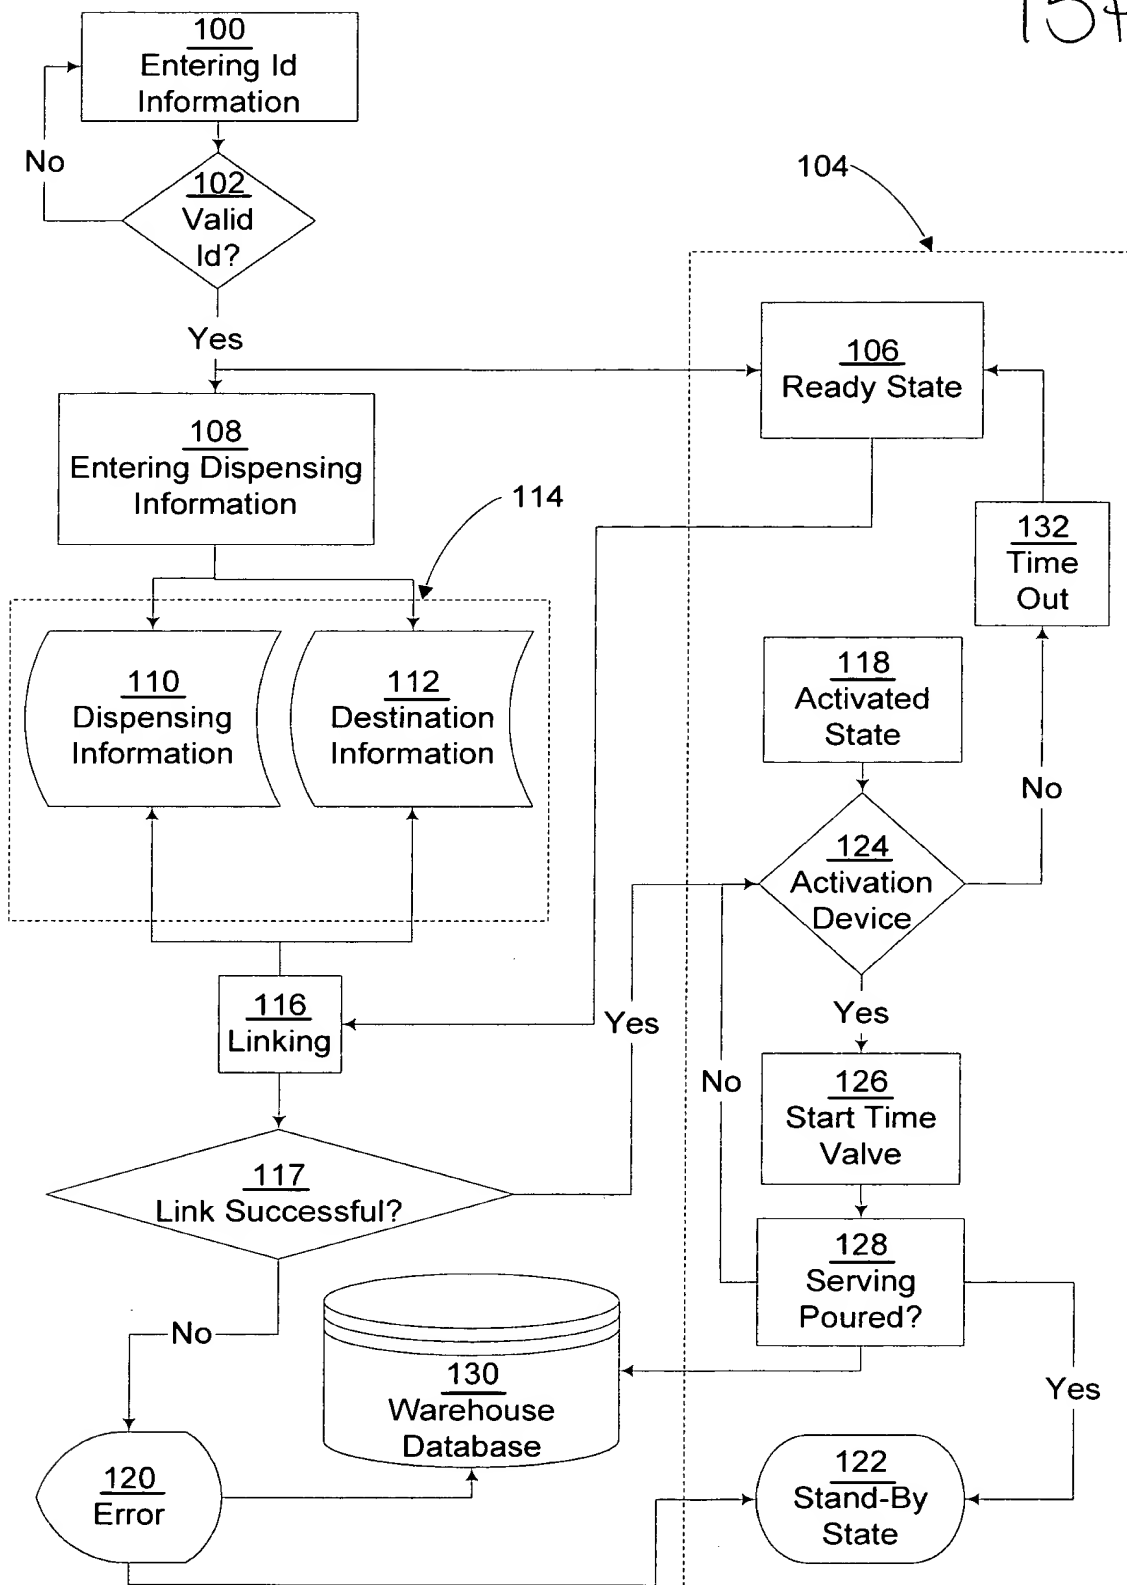 100
Entering Id
Information
No
102
Valid
Id?
Yes
104
106
Ready State
108
Entering Dispensing
Information
114
132
Time
Out
110
Dispensing
Information
112
Destination
Information
118
Activated
State
No
124
Activation
Device
116
Linking
Yes
Yes
No
126
Start Time
Valve
117
Link Successful?
128
Serving
Poured?
No
130
Warehouse
Database
Yes
120
Error
122
Stand-By
State